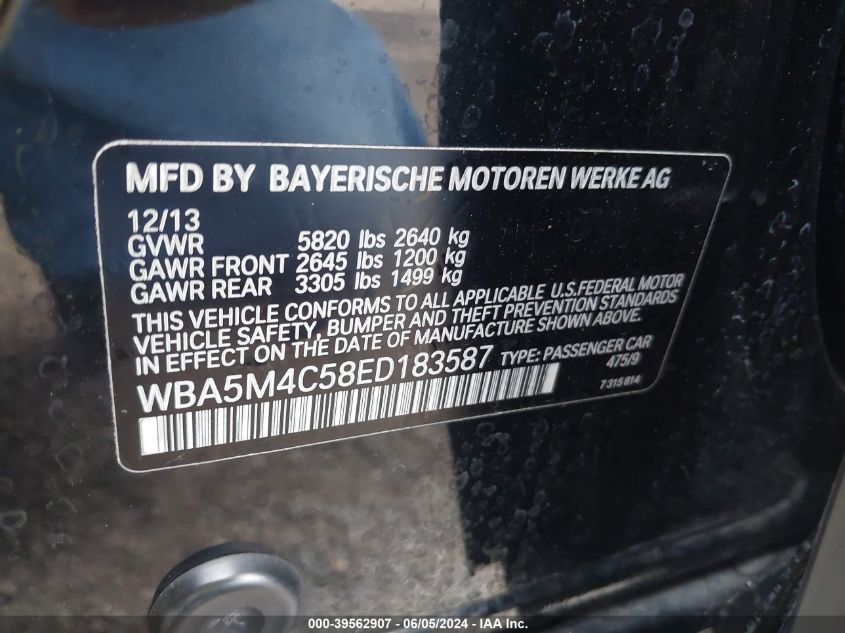 MFD BY BAYERISCHE MOTOREN WERKE AG
12/13
GVWR 5820 lbs 2640 kg
GAWR FRONT 2645 lbs 1200 kg
GAWR REAR 3305 lbs 1499 kg
THIS VEHICLE CONFORMS TO ALL APPLICABLE U.S.FEDERAL MOTOR
VEHICLE SAFETY, BUMPER AND THEFT PREVENTION STANDARDS
IN EFFECT ON THE DATE OF MANUFACTURE SHOWN ABOVE.
WBA5M4C58ED183587 TYPE: PASSENGER CAR
475/9
7315814
000-39562907 - 06/05/2024 - IAA Inc.